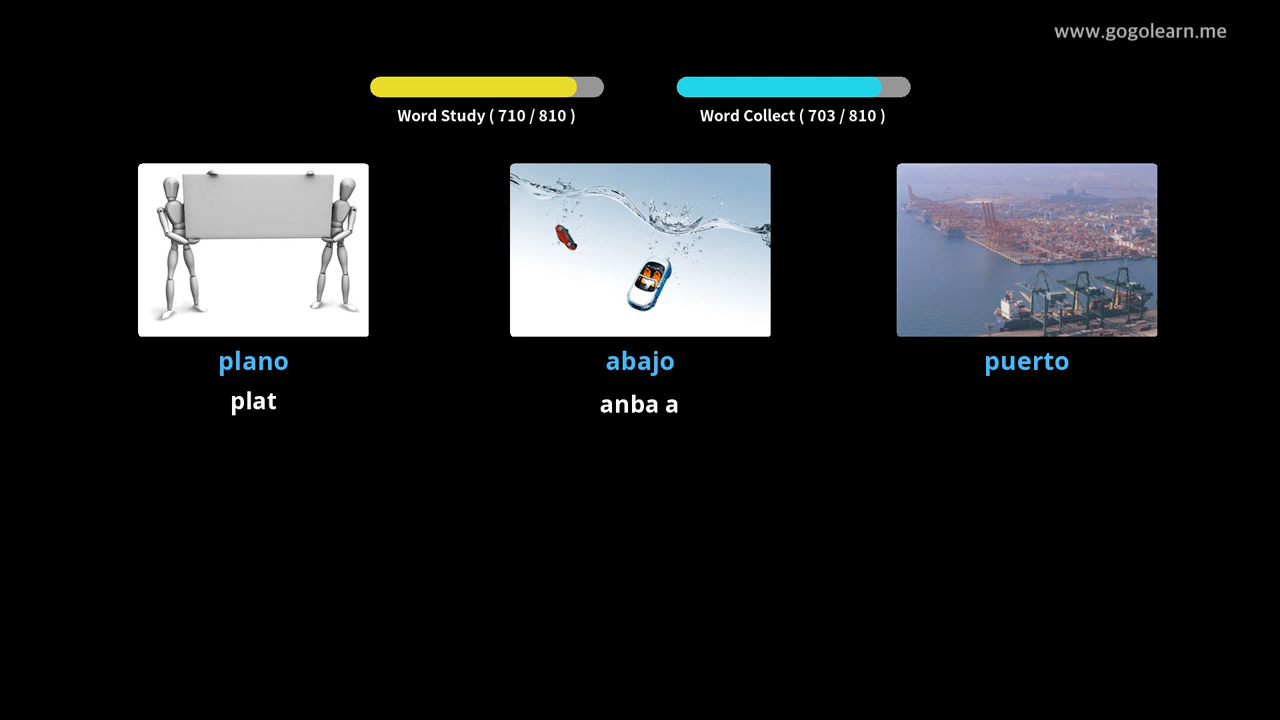 www.gogolearn.me
Word Study ( 710 / 810 )
Word Collect ( 703 / 810 )
plano
abajo
puerto
plat
anba a